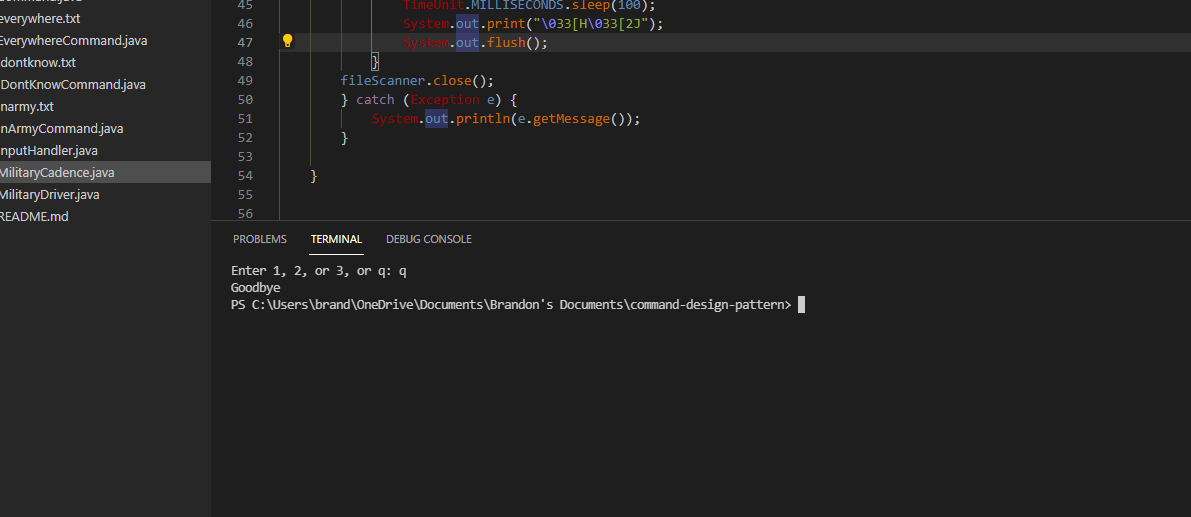 everywhere.txt
EverywhereCommand.java
dontknow.txt
DontKnowCommand.java
narmy.txt
nArmyCommand.java
nputHandler.java
MilitaryCadence.java
MilitaryDriver.java
README.md
45 TimeUnit.MILLISECONDS.sleep(100);
46 System.out.print("\033[H\033[2J");
47 System.out.flush();
48 }
49 fileScanner.close();
50 } catch (Exception e) {
51 System.out.println(e.getMessage());
52 }
53
54 }
55
56
PROBLEMS TERMINAL DEBUG CONSOLE
Enter 1, 2, or 3, or q: q
Goodbye
PS C:\Users\brand\OneDrive\Documents\Brandon's Documents\command-design-pattern>